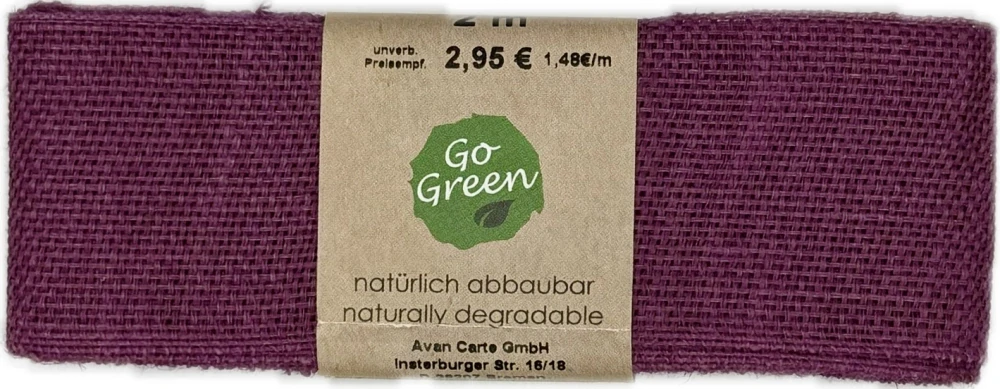 2 m
unverb.
Preisempf. 2,95 € 1,48€/m
Go
Green
natürlich abbaubar
naturally degradable
Avan Carte GmbH
Insterburger Str. 16/18